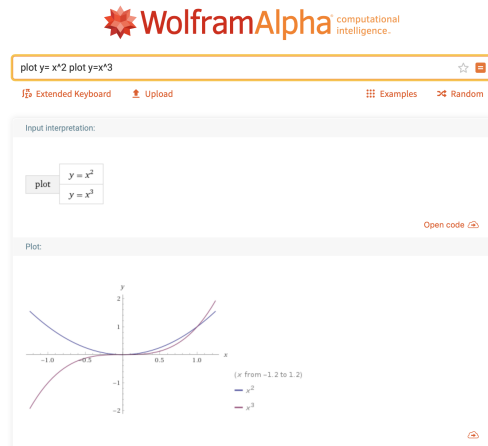 WolframAlpha computational intelligence.
plot y= x^2 plot y=x^3
Extended Keyboard Upload Examples Random
Input interpretation:
plot
y = x²
y = x³
Open code
Plot:
y
2
1
-1.0 -0.5 0.5 1.0 x
-1
-2
(x from -1.2 to 1.2)
x²
x³